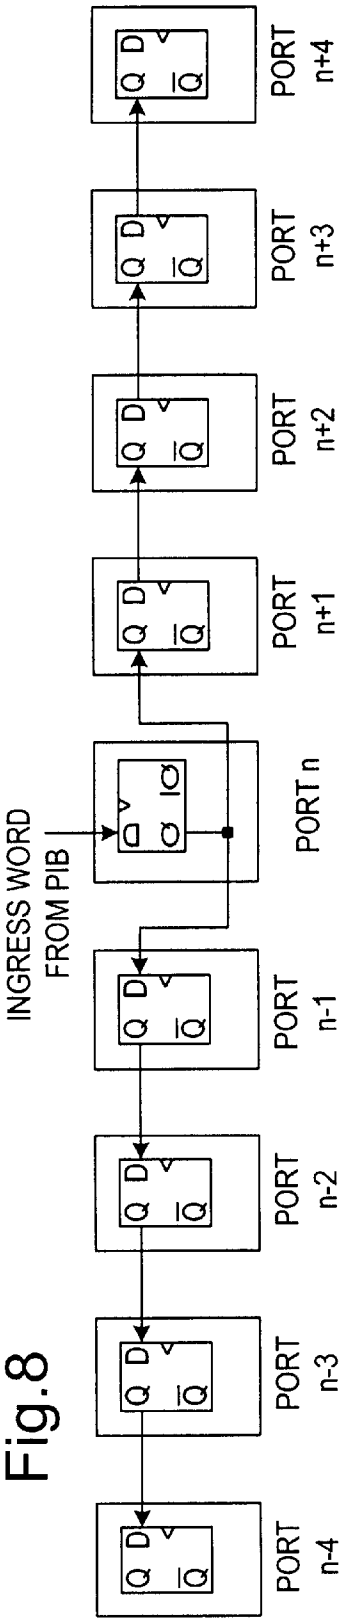 Fig.8
INGRESS WORD
FROM PIB
Q D
Q
PORT
n-4
Q D
Q
PORT
n-3
Q D
Q
PORT
n-2
Q D
Q
PORT
n-1
D
Q Q
PORT n
Q D
Q
PORT
n+1
Q D
Q
PORT
n+2
Q D
Q
PORT
n+3
Q D
Q
PORT
n+4